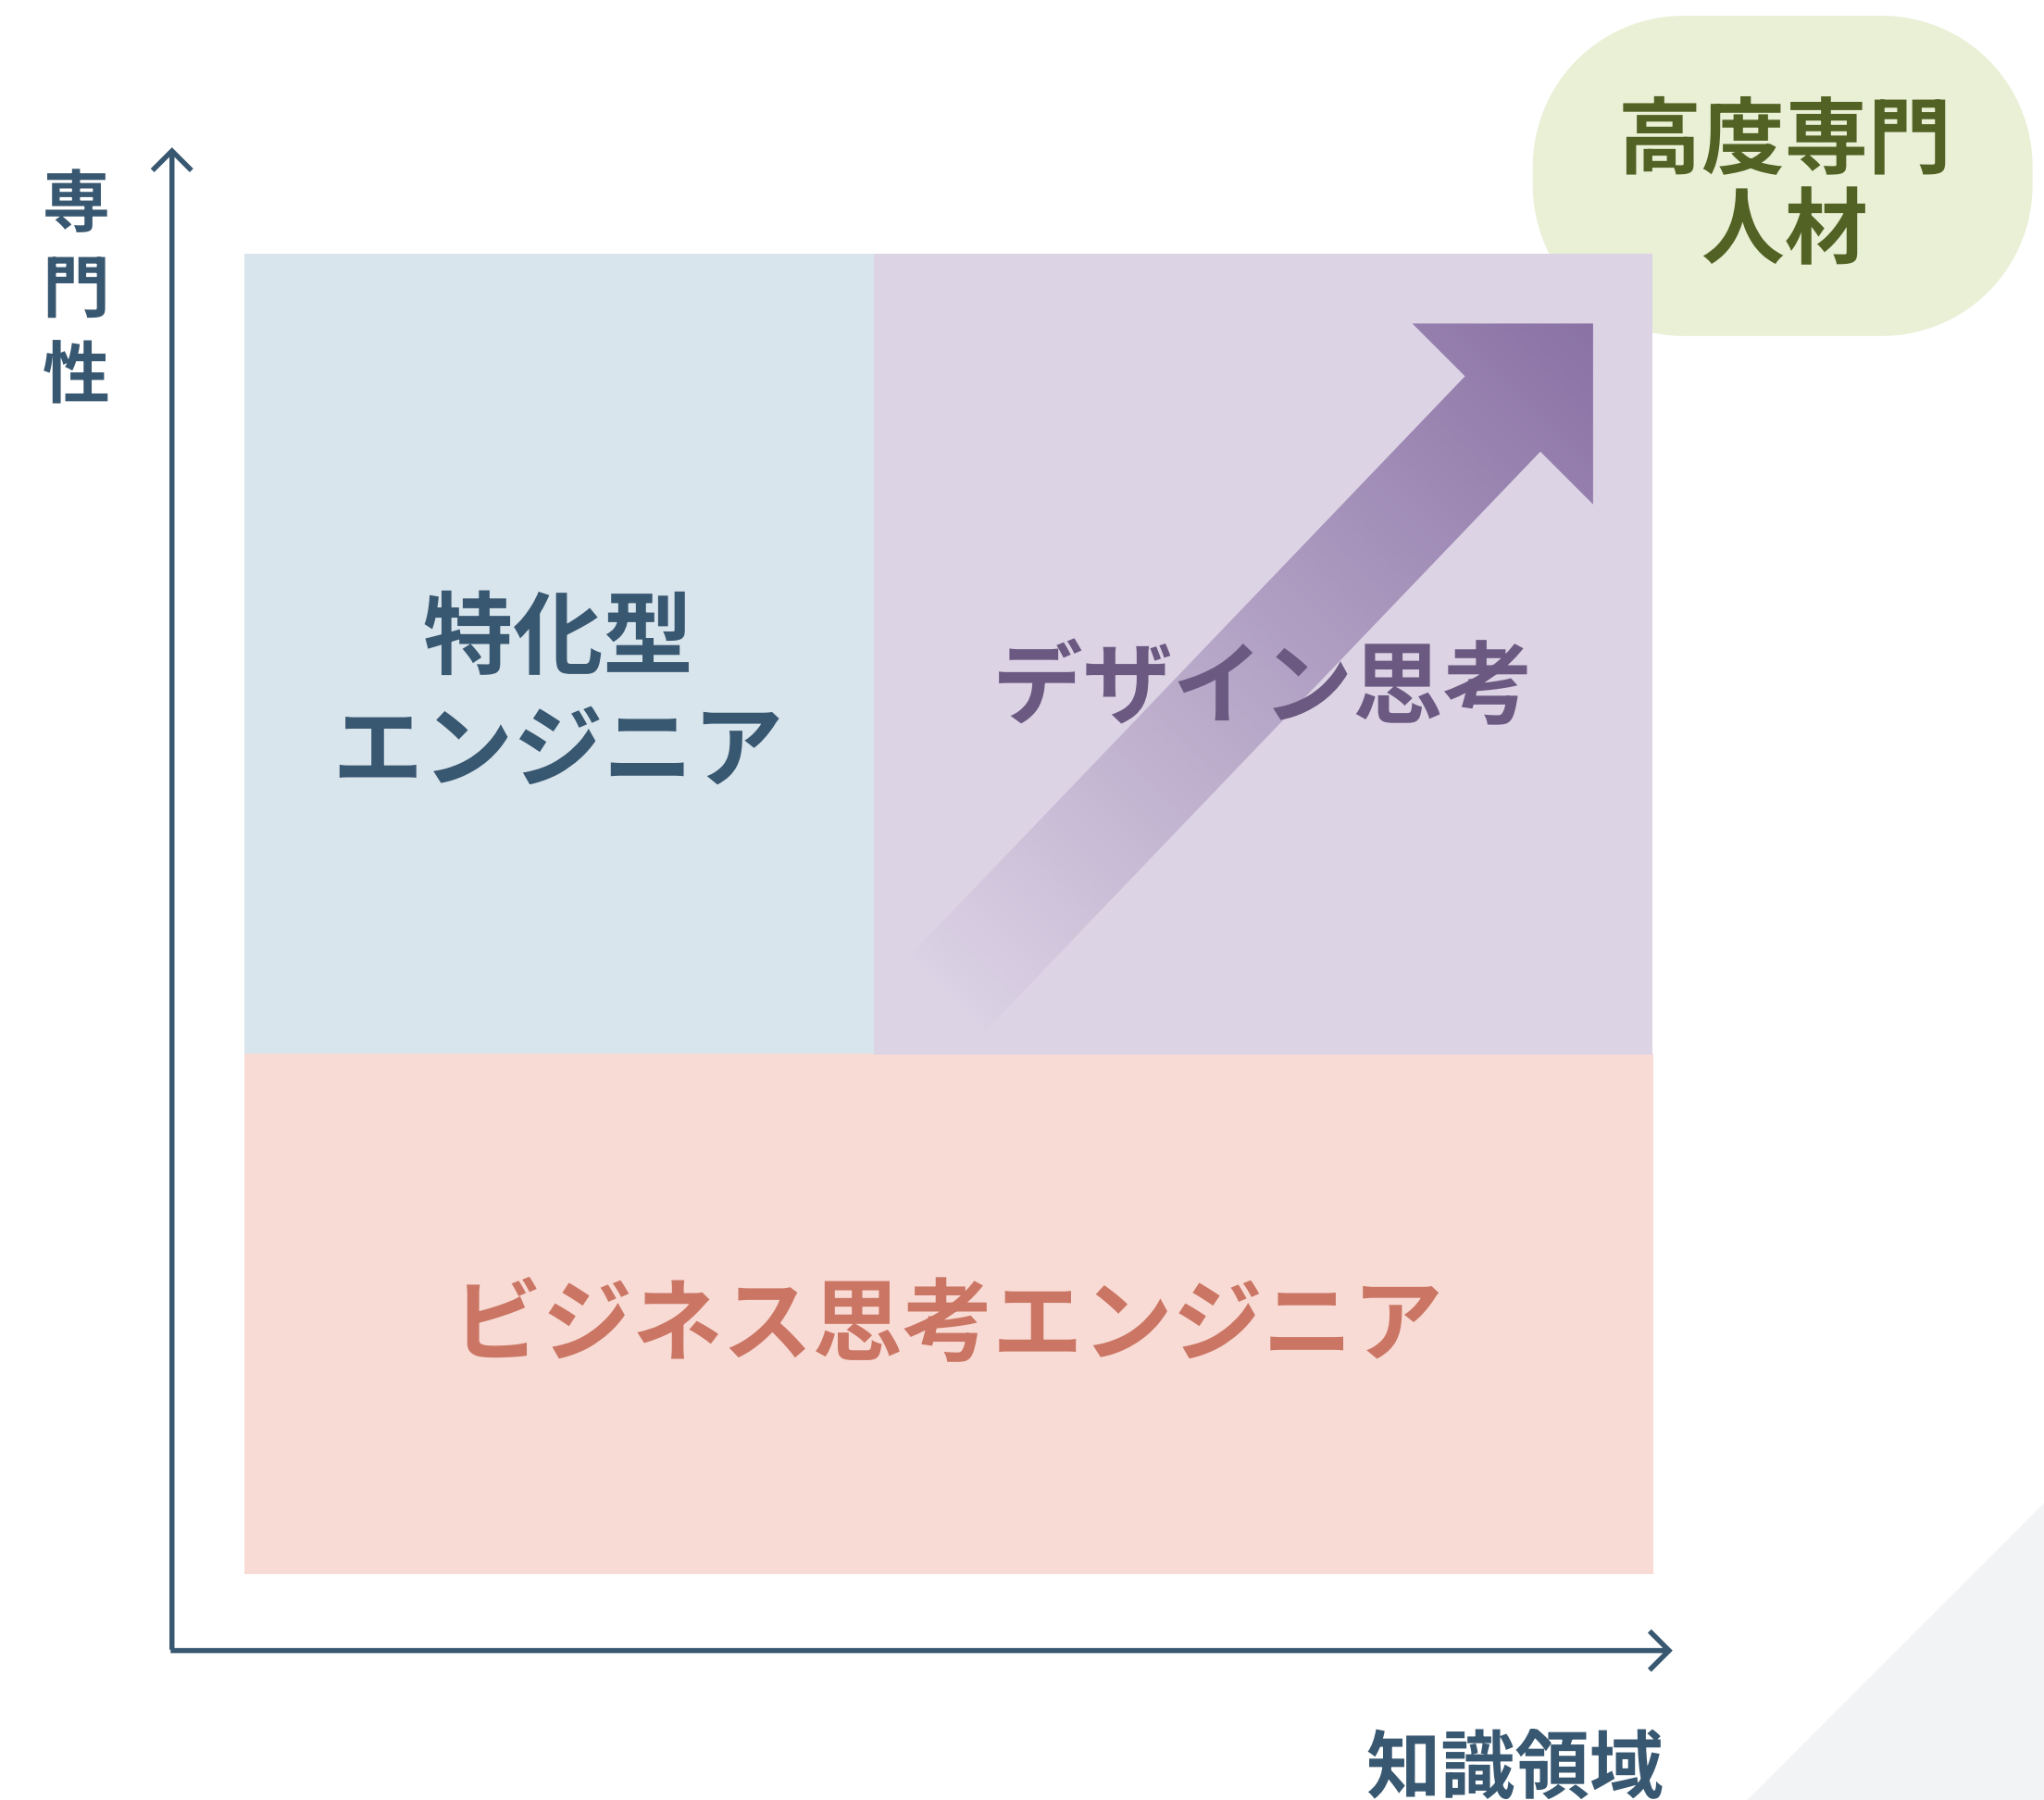 高度専門
人材
専門性
特化型
エンジニア
デザイン思考
ビジネス思考エンジニア
知識領域